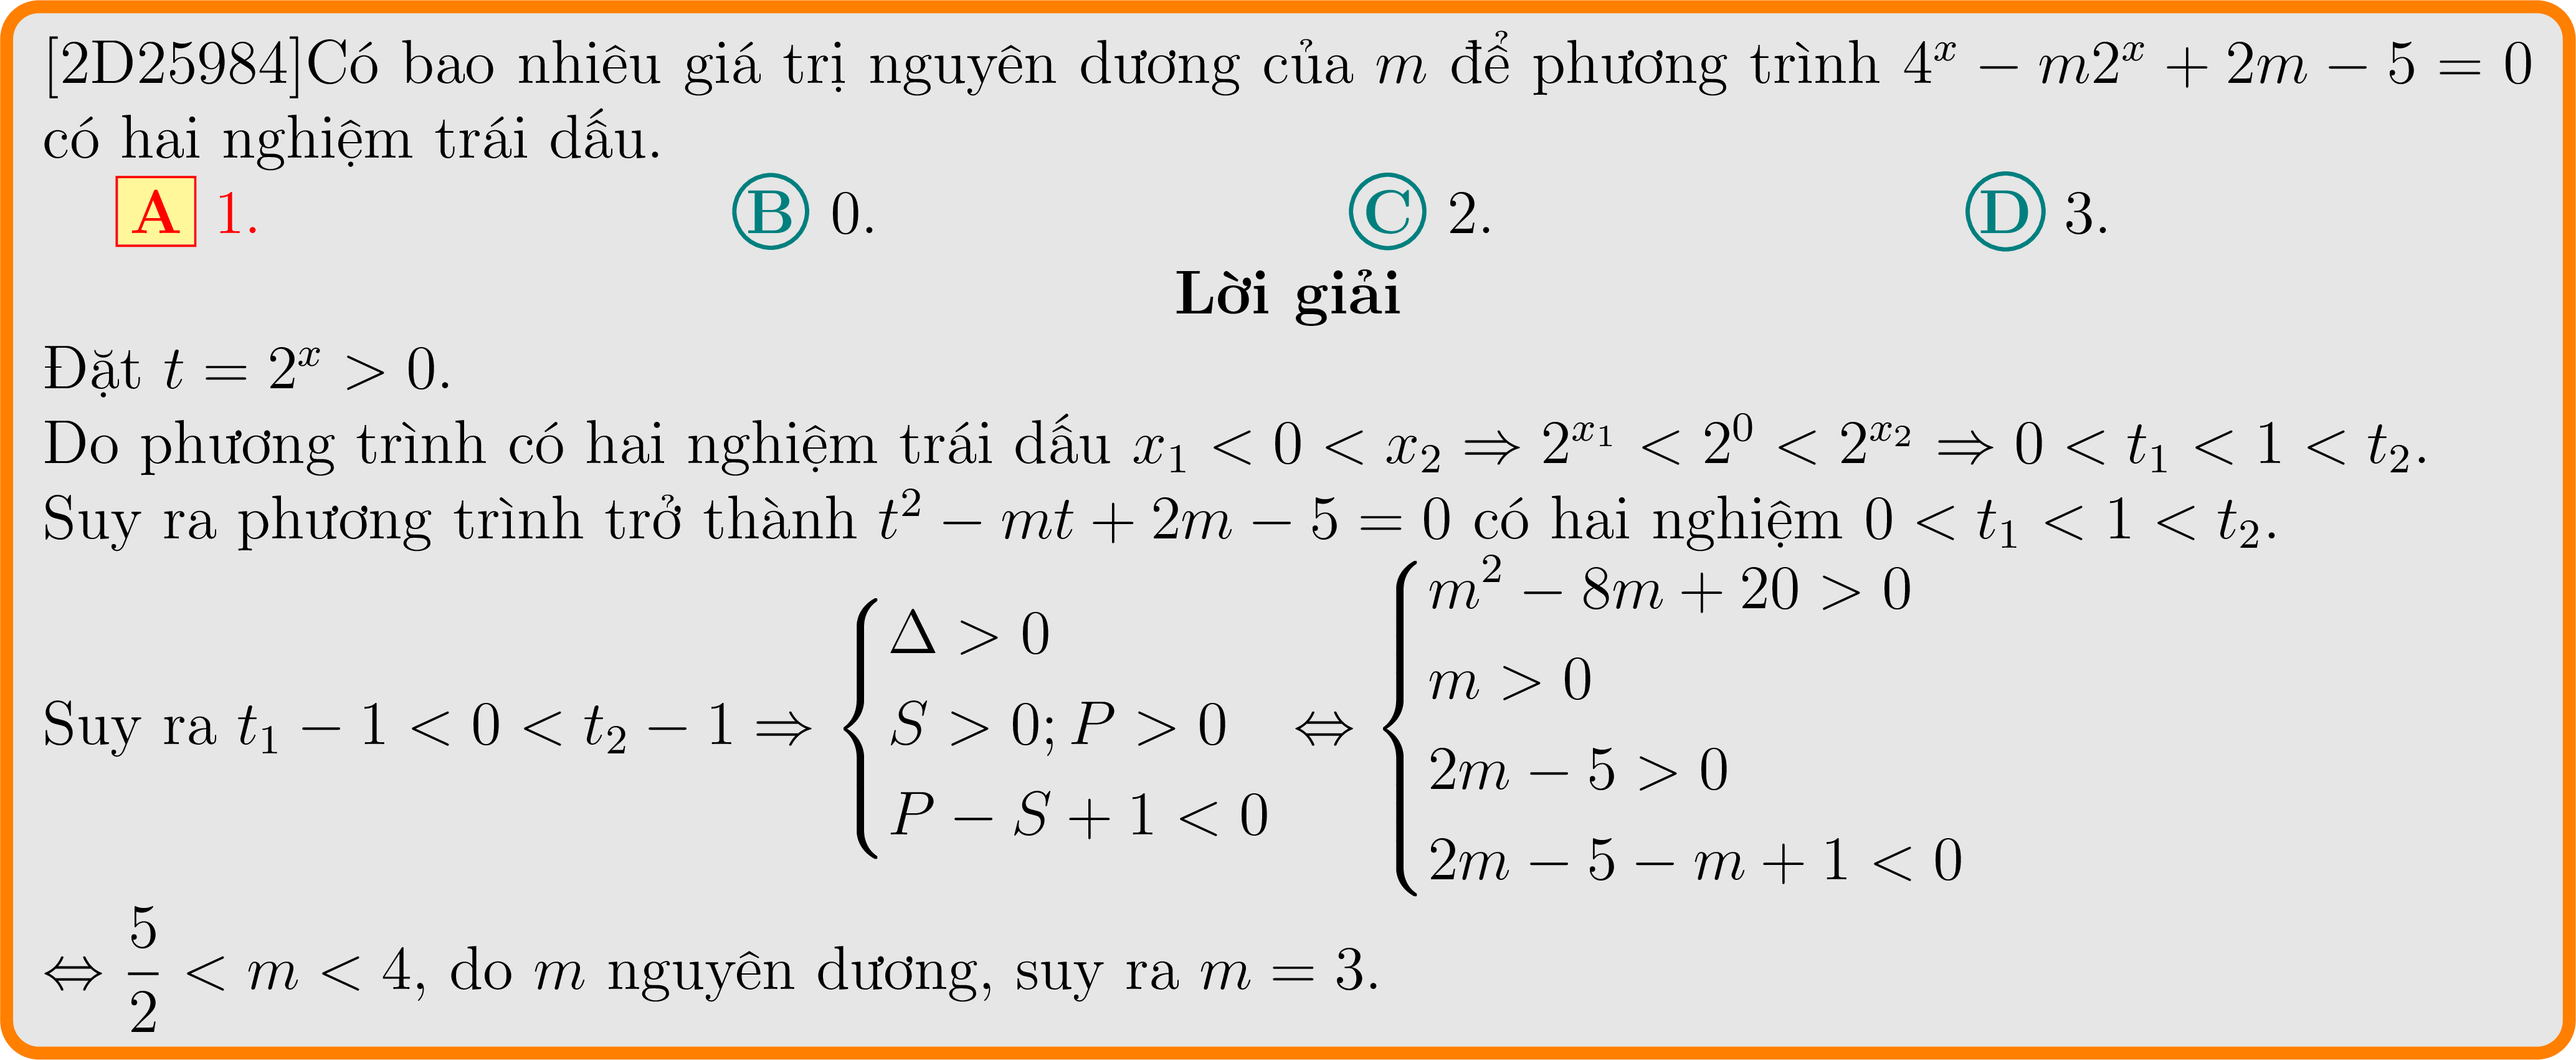 [2D25984]Có bao nhiêu giá trị nguyên dương của $m$ để phương trình $4^x - m2^x + 2m - 5 = 0$
có hai nghiệm trái dấu.
A 1. B 0. C 2. D 3.
Lời giải
Đặt $t = 2^x > 0$.
Do phương trình có hai nghiệm trái dấu $x_1 < 0 < x_2 \Rightarrow 2^{x_1} < 2^0 < 2^{x_2} \Rightarrow 0 < t_1 < 1 < t_2$.
Suy ra phương trình trở thành $t^2 - mt + 2m - 5 = 0$ có hai nghiệm $0 < t_1 < 1 < t_2$.
Suy ra $t_1 - 1 < 0 < t_2 - 1 \Rightarrow \begin{cases} \Delta > 0 \\ S > 0; P > 0 \\ P - S + 1 < 0 \end{cases} \Leftrightarrow \begin{cases} m^2 - 8m + 20 > 0 \\ m > 0 \\ 2m - 5 > 0 \\ 2m - 5 - m + 1 < 0 \end{cases}$
$\Leftrightarrow \dfrac{5}{2} < m < 4$, do $m$ nguyên dương, suy ra $m = 3$.